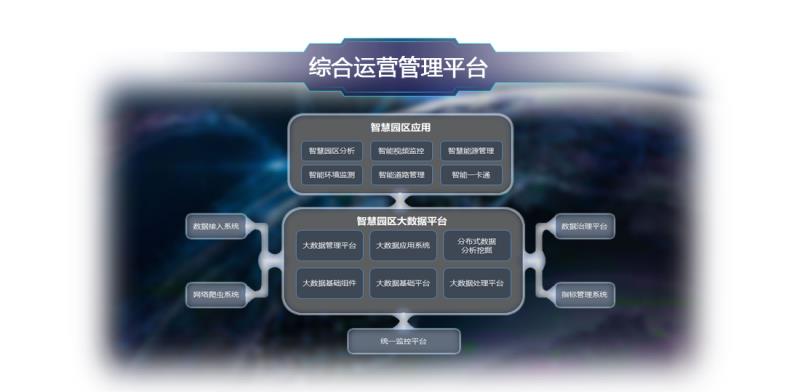 综合运营管理平台
智慧园区应用
智慧园区分析
智能视频监控
智慧能源管理
智能环境监测
智能道路管理
智能一卡通
智慧园区大数据平台
数据接入系统
大数据管理平台
大数据应用系统
分布式数据
分析挖掘
数据治理平台
网络爬虫系统
大数据基础组件
大数据基础平台
大数据处理平台
指标管理系统
统一监控平台